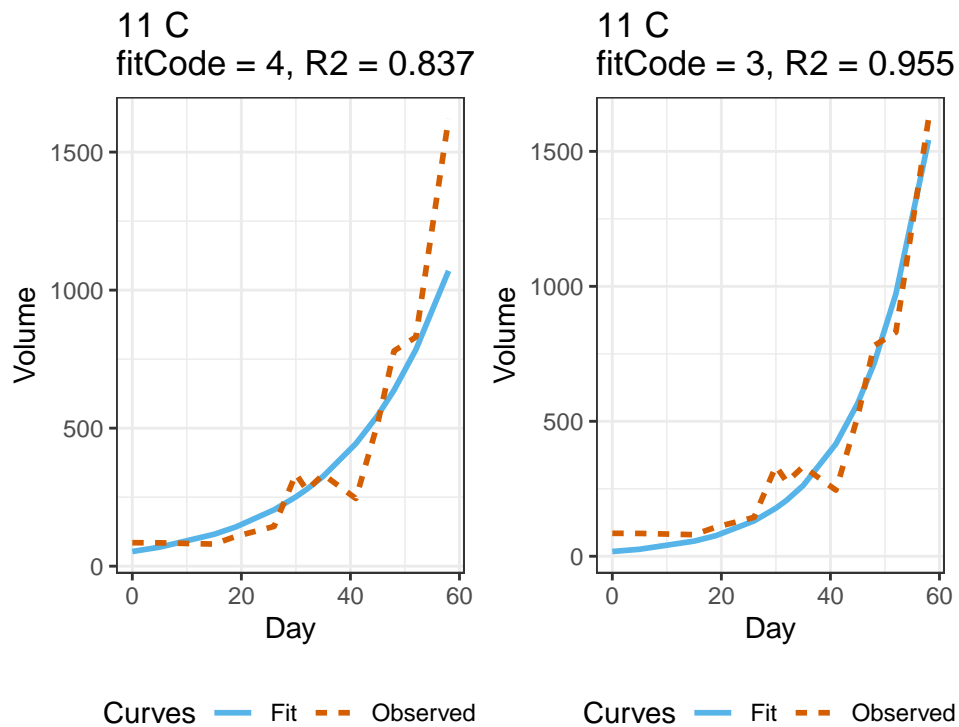 11 C
fitCode = 4, R2 = 0.837
1500
1000
500
0
Volume
0 20 40 60
Day
Curves Fit Observed
11 C
fitCode = 3, R2 = 0.955
1500
1000
500
0
Volume
0 20 40 60
Day
Curves Fit Observed